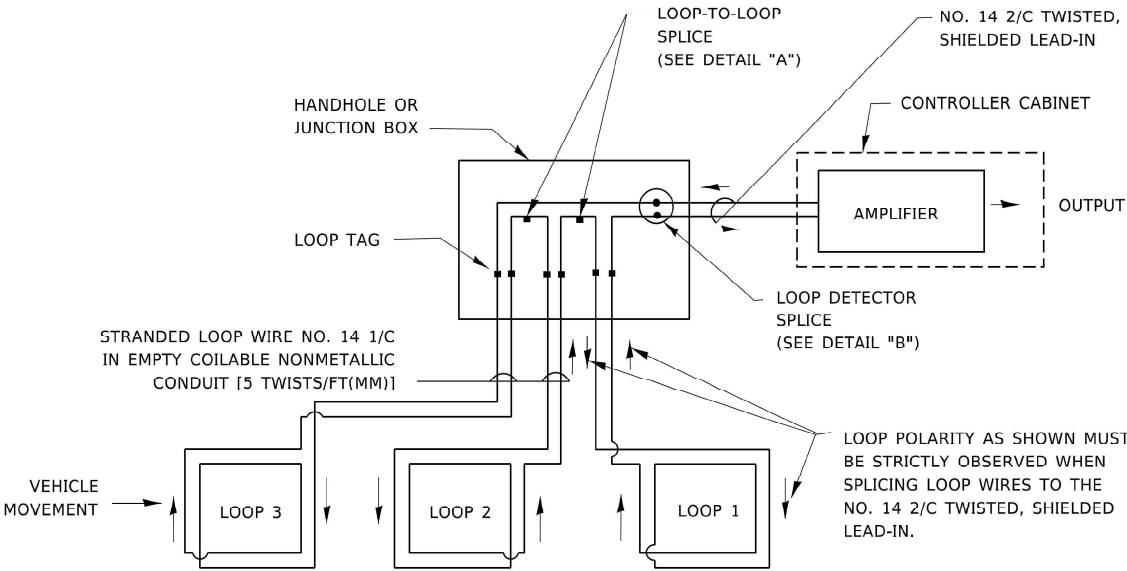 LOOP-TO-LOOP
SPLICE
(SEE DETAIL "A")
NO. 14 2/C TWISTED,
SHIELDED LEAD-IN
HANDHOLE OR
JUNCTION BOX
CONTROLLER CABINET
AMPLIFIER
OUTPUT
LOOP TAG
LOOP DETECTOR
SPLICE
(SEE DETAIL "B")
STRANDED LOOP WIRE NO. 14 1/C
IN EMPTY COILABLE NONMETALLIC
CONDUIT [5 TWISTS/FT(MM)]
LOOP POLARITY AS SHOWN MUST
BE STRICTLY OBSERVED WHEN
SPLICING LOOP WIRES TO THE
NO. 14 2/C TWISTED, SHIELDED
LEAD-IN.
VEHICLE
MOVEMENT
LOOP 3
LOOP 2
LOOP 1